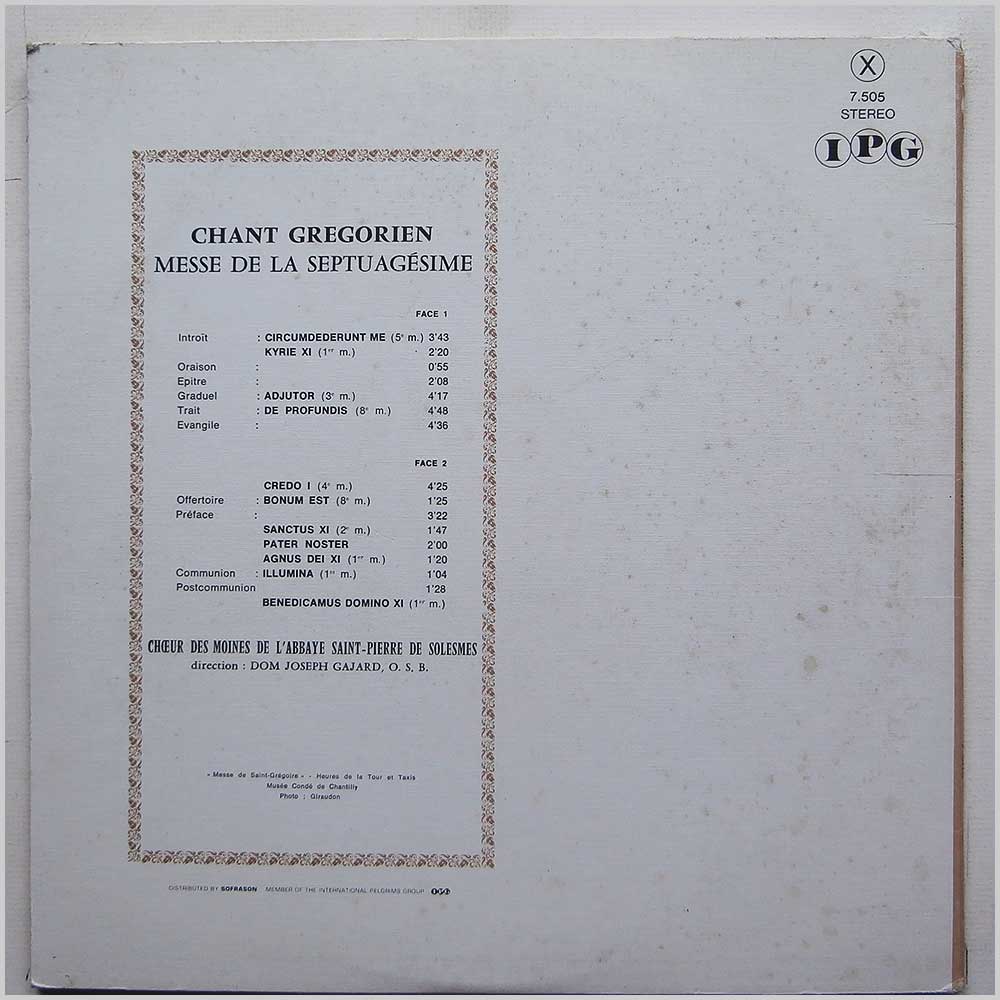 X
7.505
STEREO
IPG
CHANT GREGORIEN
MESSE DE LA SEPTUAGÉSIME
FACE 1
Introït : CIRCUMDEDERUNT ME (5e m.) 3'43
KYRIE XI (1er m.) 2'20
Oraison : 0'55
Epitre : 2'08
Graduel : ADJUTOR (3e m.) 4'17
Trait : DE PROFUNDIS (8e m.) 4'48
Evangile : 4'36
FACE 2
CREDO I (4e m.) 4'25
Offertoire : BONUM EST (8e m.) 1'25
Préface : 3'22
SANCTUS XI (2e m.) 1'47
PATER NOSTER 2'00
AGNUS DEI XI (1er m.) 1'20
Communion : ILLUMINA (1er m.) 1'04
Postcommunion 1'28
BENEDICAMUS DOMINO XI (1er m.)
CHŒUR DES MOINES DE L'ABBAYE SAINT-PIERRE DE SOLESMES
direction : DOM JOSEPH GAJARD, O. S. B.
« Messe de Saint-Grégoire » - Heures de la Tour et Taxis
Musée Condé de Chantilly
Photo : Giraudon
DISTRIBUTED BY SOFRASON MEMBER OF THE INTERNATIONAL PELGRIMS GROUP IPG